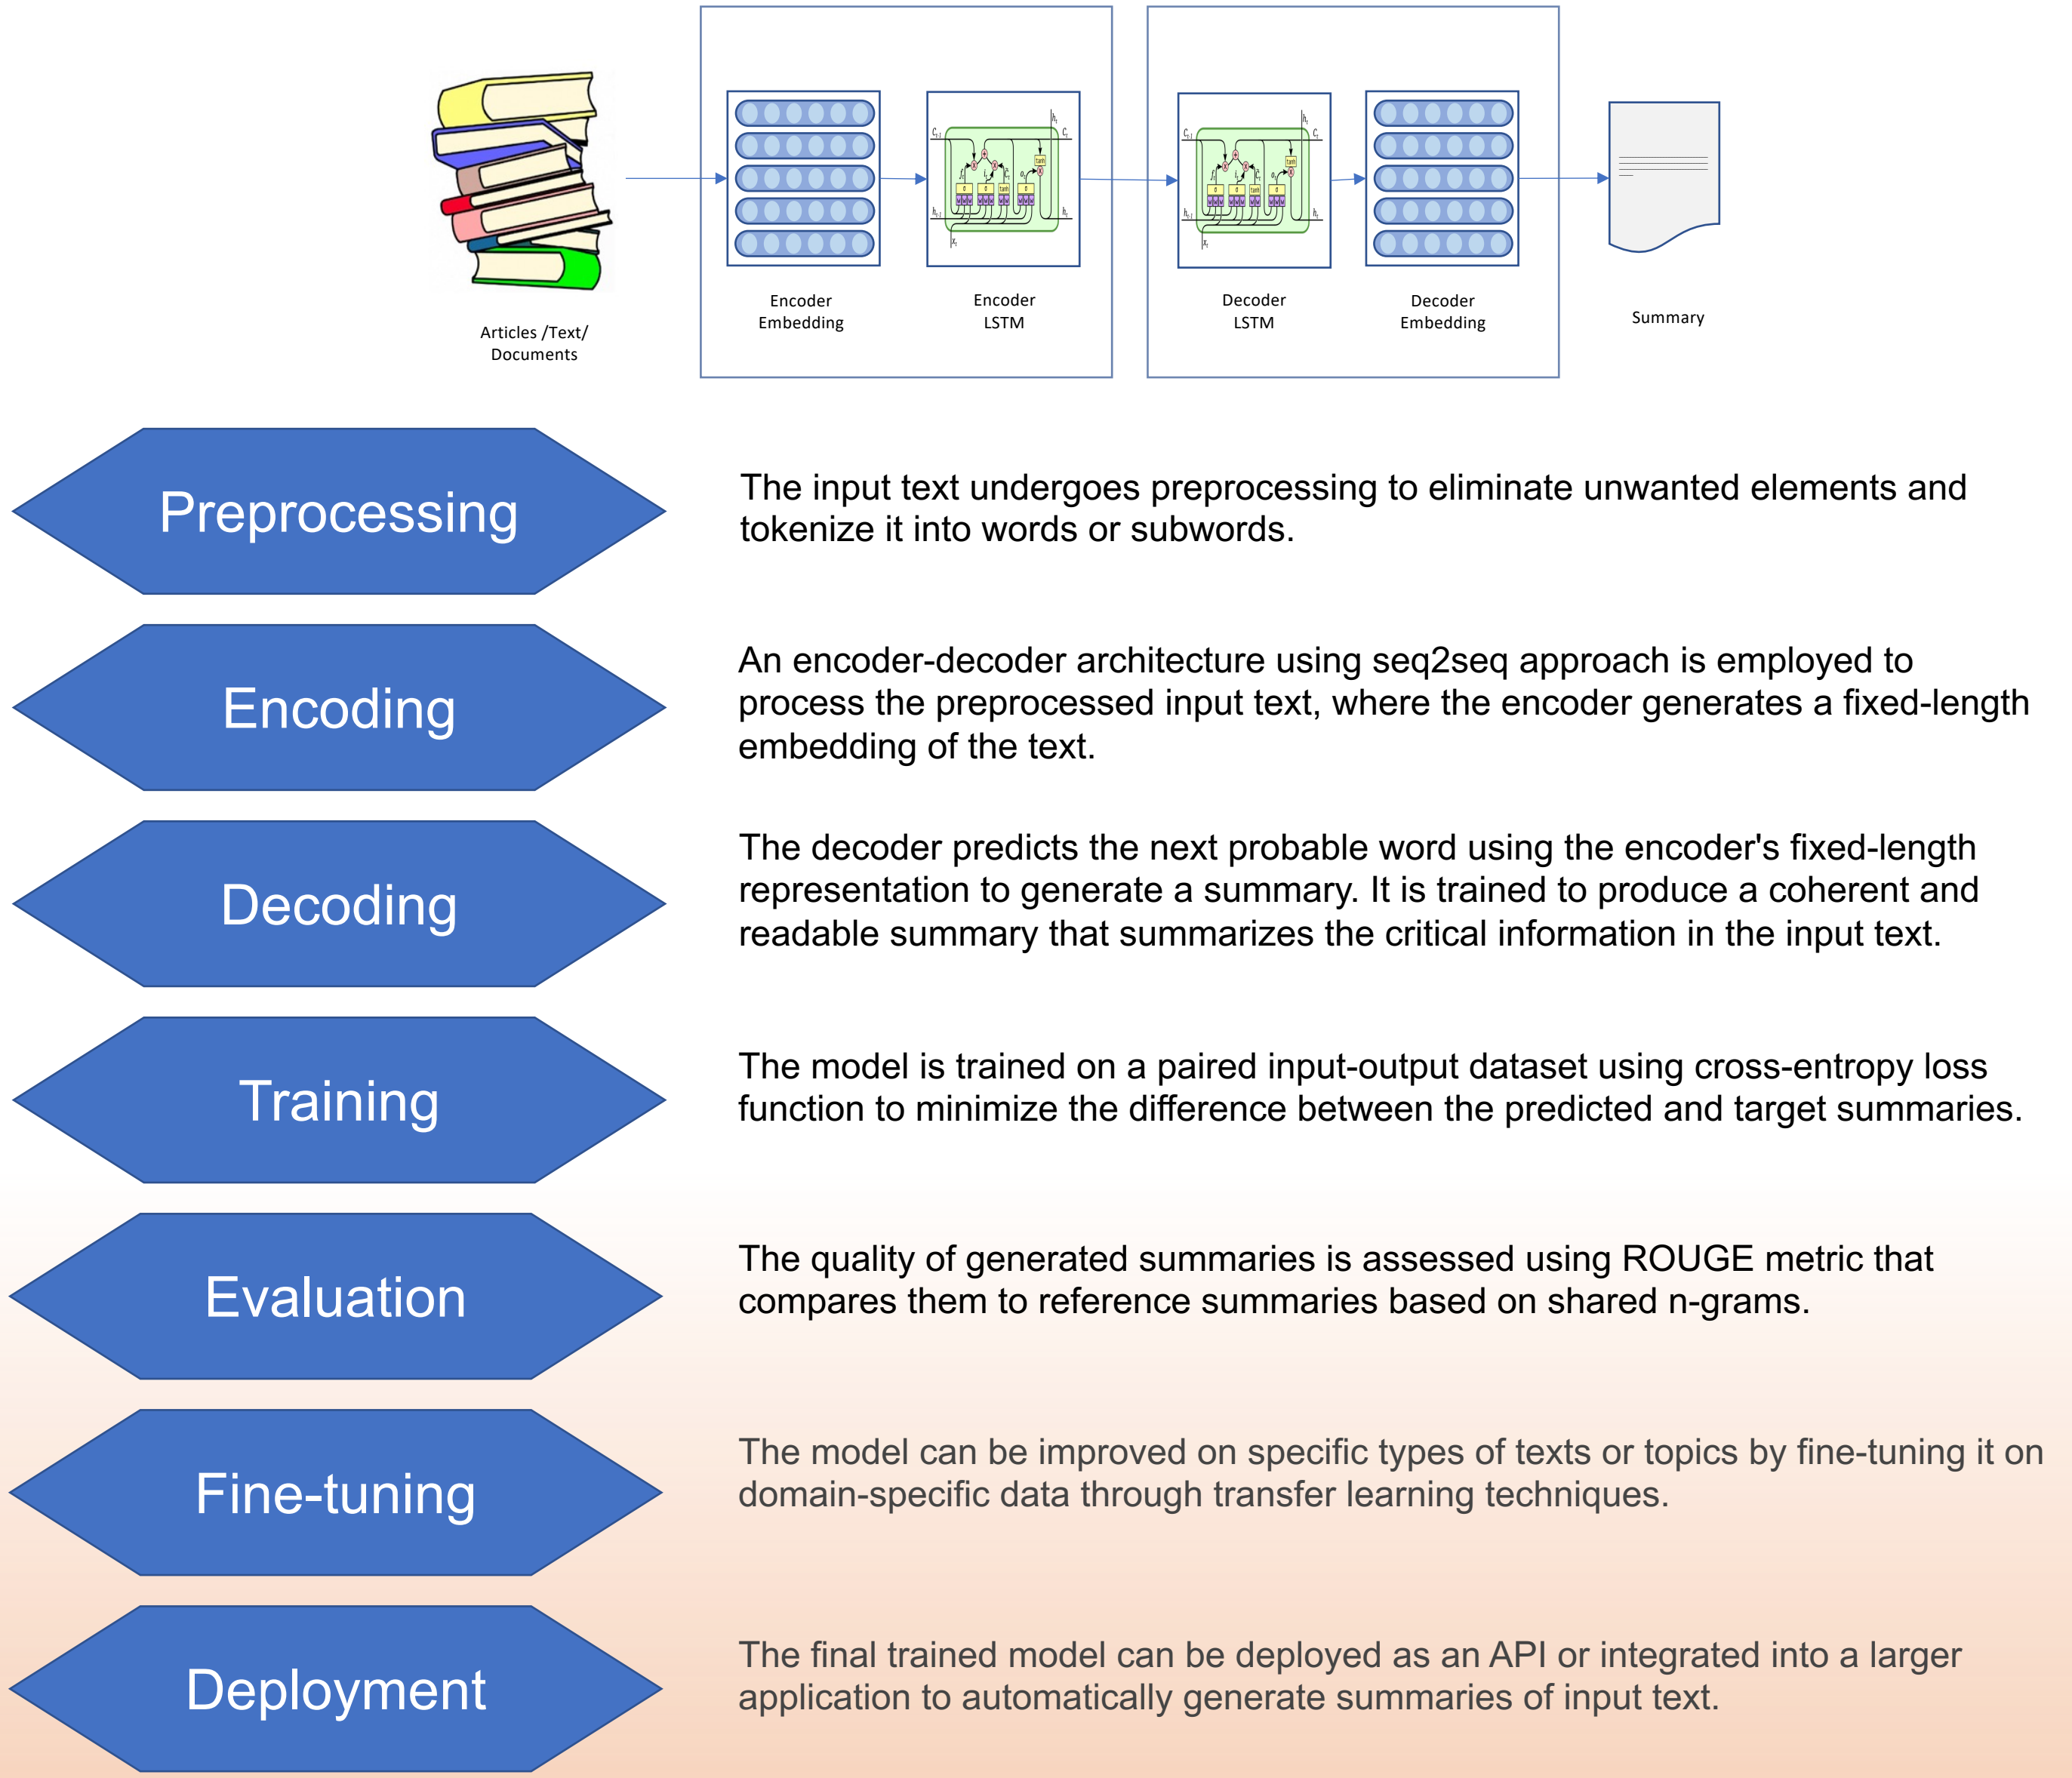 Articles /Text/
Documents
Encoder
Embedding
Encoder
LSTM
Decoder
LSTM
Decoder
Embedding
Summary
Preprocessing
The input text undergoes preprocessing to eliminate unwanted elements and
tokenize it into words or subwords.
Encoding
An encoder-decoder architecture using seq2seq approach is employed to
process the preprocessed input text, where the encoder generates a fixed-length
embedding of the text.
Decoding
The decoder predicts the next probable word using the encoder's fixed-length
representation to generate a summary. It is trained to produce a coherent and
readable summary that summarizes the critical information in the input text.
Training
The model is trained on a paired input-output dataset using cross-entropy loss
function to minimize the difference between the predicted and target summaries.
Evaluation
The quality of generated summaries is assessed using ROUGE metric that
compares them to reference summaries based on shared n-grams.
Fine-tuning
The model can be improved on specific types of texts or topics by fine-tuning it on
domain-specific data through transfer learning techniques.
Deployment
The final trained model can be deployed as an API or integrated into a larger
application to automatically generate summaries of input text.